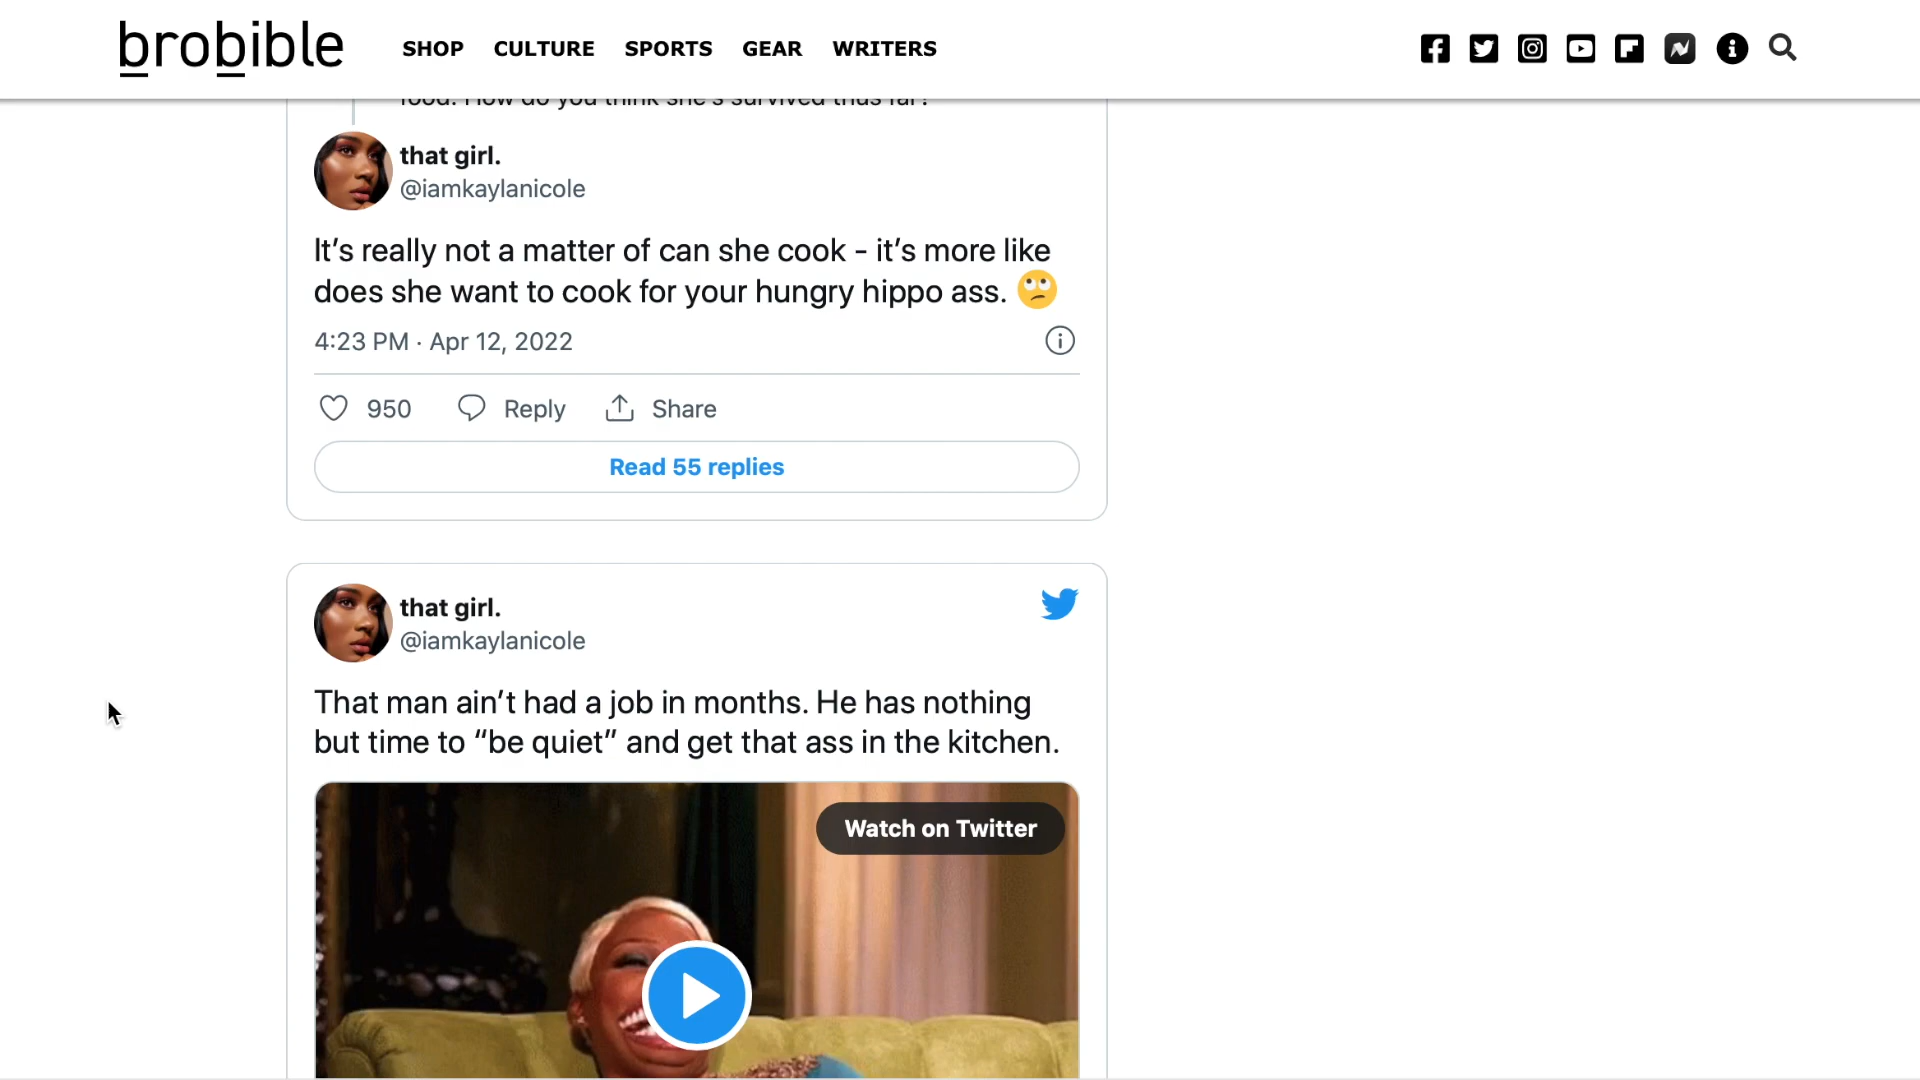 brobible SHOP CULTURE SPORTS GEAR WRITERS
food. How do you think she's survived thus far?
that girl.
@iamkaylanicole
It's really not a matter of can she cook - it's more like
does she want to cook for your hungry hippo ass. 🙄
4:23 PM · Apr 12, 2022
950 Reply Share
Read 55 replies
that girl.
@iamkaylanicole
That man ain't had a job in months. He has nothing
but time to “be quiet” and get that ass in the kitchen.
Watch on Twitter